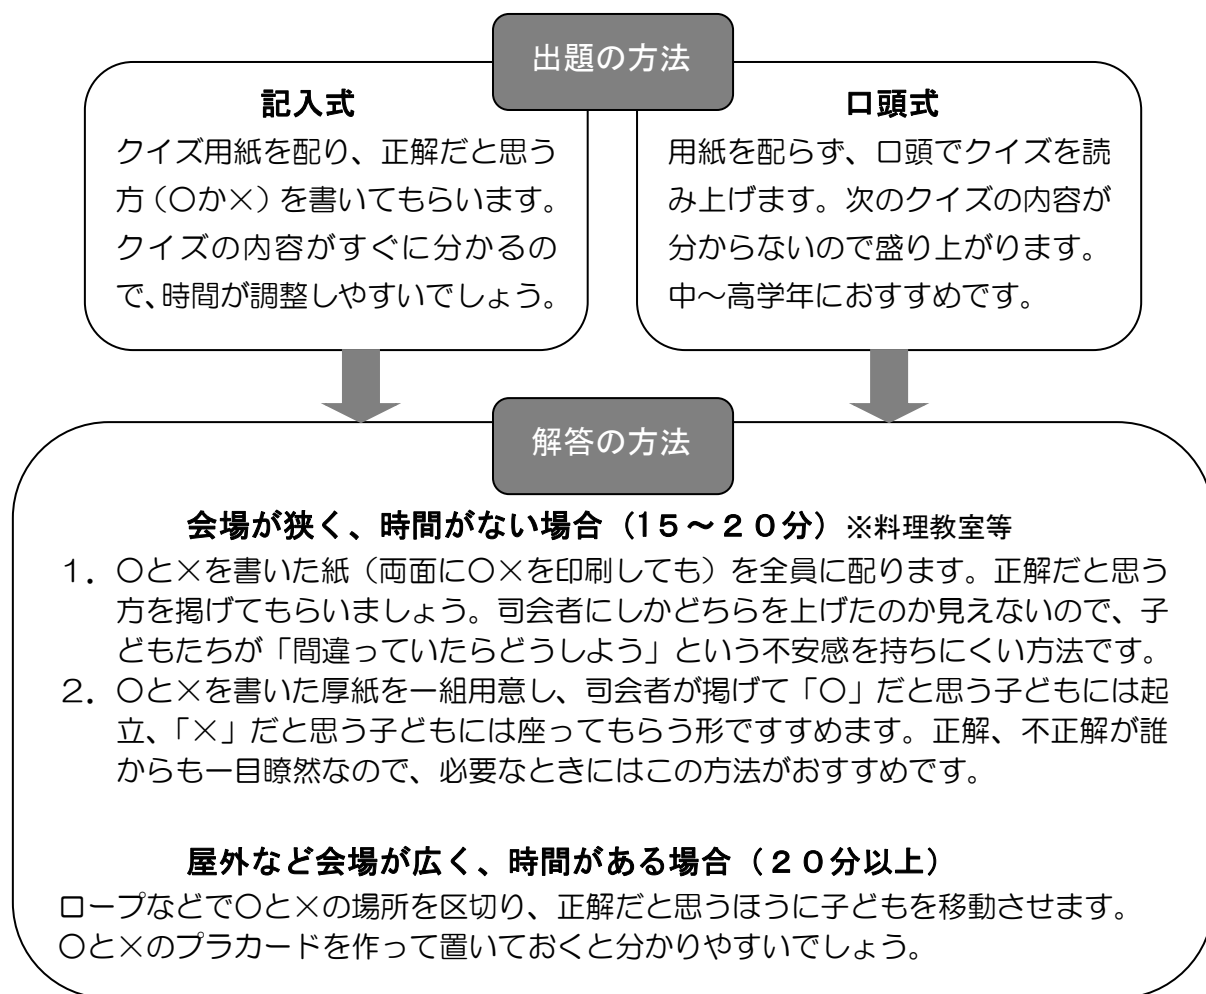 出題の方法
記入式
クイズ用紙を配り、正解だと思う
方（〇か×）を書いてもらいます。
クイズの内容がすぐに分かるの
で、時間が調整しやすいでしょう。
口頭式
用紙を配らず、口頭でクイズを読
み上げます。次のクイズの内容が
分からないので盛り上がります。
中～高学年におすすめです。
解答の方法
会場が狭く、時間がない場合（1５～２０分）※料理教室等
１．〇と×を書いた紙（両面に〇×を印刷しても）を全員に配ります。正解だと思う
方を掲げてもらいましょう。司会者にしかどちらを上げたのか見えないので、子
どもたちが「間違っていたらどうしよう」という不安感を持ちにくい方法です。
２．〇と×を書いた厚紙を一組用意し、司会者が掲げて「〇」だと思う子どもには起
立、「×」だと思う子どもには座ってもらう形ですすめます。正解、不正解が誰
からも一目瞭然なので、必要なときにはこの方法がおすすめです。
屋外など会場が広く、時間がある場合（２０分以上）
ロープなどで〇と×の場所を区切り、正解だと思うほうに子どもを移動させます。
〇と×のプラカードを作って置いておくと分かりやすいでしょう。